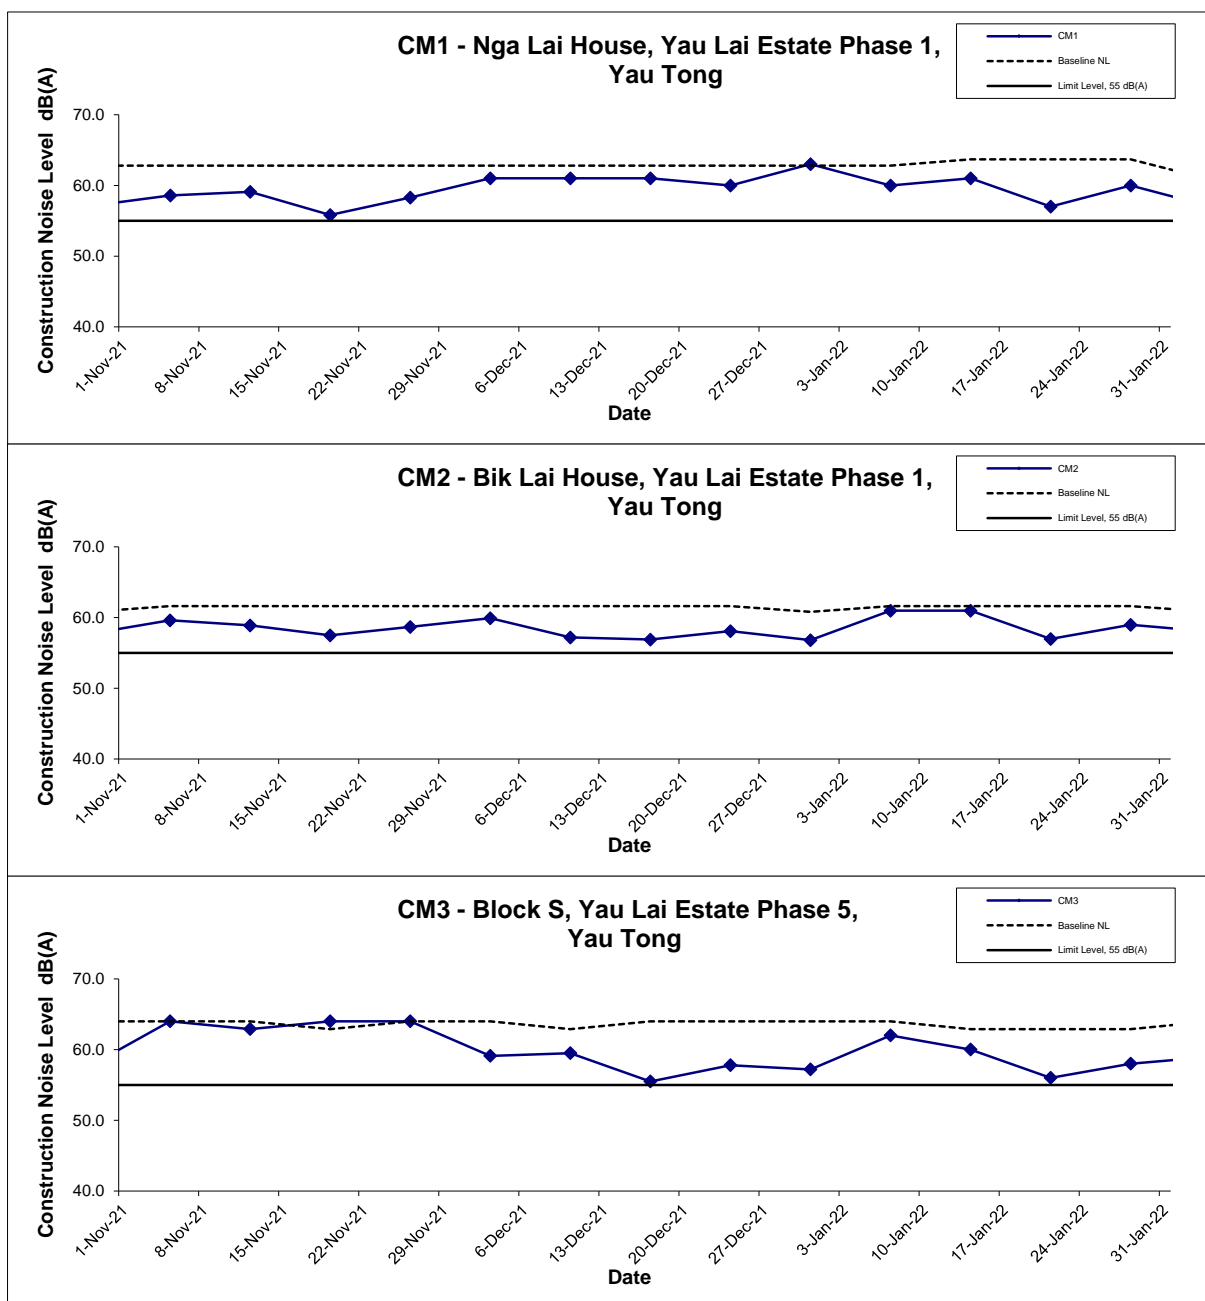 CM1 - Nga Lai House, Yau Lai Estate Phase 1,
Yau Tong
CM1
Baseline NL
Limit Level, 55 dB(A)
Construction Noise Level dB(A)
70.0
60.0
50.0
40.0
1-Nov-21
8-Nov-21
15-Nov-21
22-Nov-21
29-Nov-21
6-Dec-21
13-Dec-21
20-Dec-21
27-Dec-21
3-Jan-22
10-Jan-22
17-Jan-22
24-Jan-22
31-Jan-22
Date
CM2 - Bik Lai House, Yau Lai Estate Phase 1,
Yau Tong
CM2
Baseline NL
Limit Level, 55 dB(A)
Construction Noise Level dB(A)
70.0
60.0
50.0
40.0
1-Nov-21
8-Nov-21
15-Nov-21
22-Nov-21
29-Nov-21
6-Dec-21
13-Dec-21
20-Dec-21
27-Dec-21
3-Jan-22
10-Jan-22
17-Jan-22
24-Jan-22
31-Jan-22
Date
CM3 - Block S, Yau Lai Estate Phase 5,
Yau Tong
CM3
Baseline NL
Limit Level, 55 dB(A)
Construction Noise Level dB(A)
70.0
60.0
50.0
40.0
1-Nov-21
8-Nov-21
15-Nov-21
22-Nov-21
29-Nov-21
6-Dec-21
13-Dec-21
20-Dec-21
27-Dec-21
3-Jan-22
10-Jan-22
17-Jan-22
24-Jan-22
31-Jan-22
Date